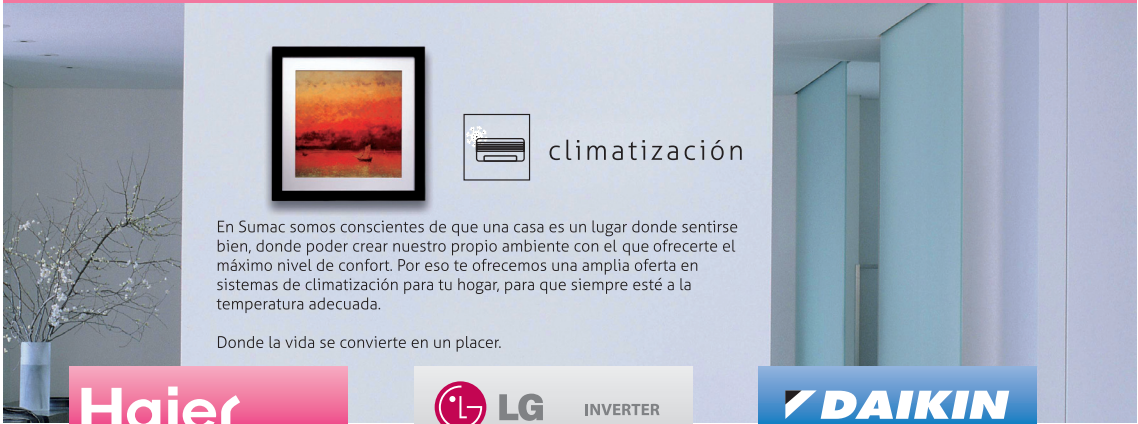 climatización
En Sumac somos conscientes de que una casa es un lugar donde sentirse
bien, donde poder crear nuestro propio ambiente con el que ofrecerte el
máximo nivel de confort. Por eso te ofrecemos una amplia oferta en
sistemas de climatización para tu hogar, para que siempre esté a la
temperatura adecuada.
Donde la vida se convierte en un placer.
Haier
LG INVERTER
DAIKIN